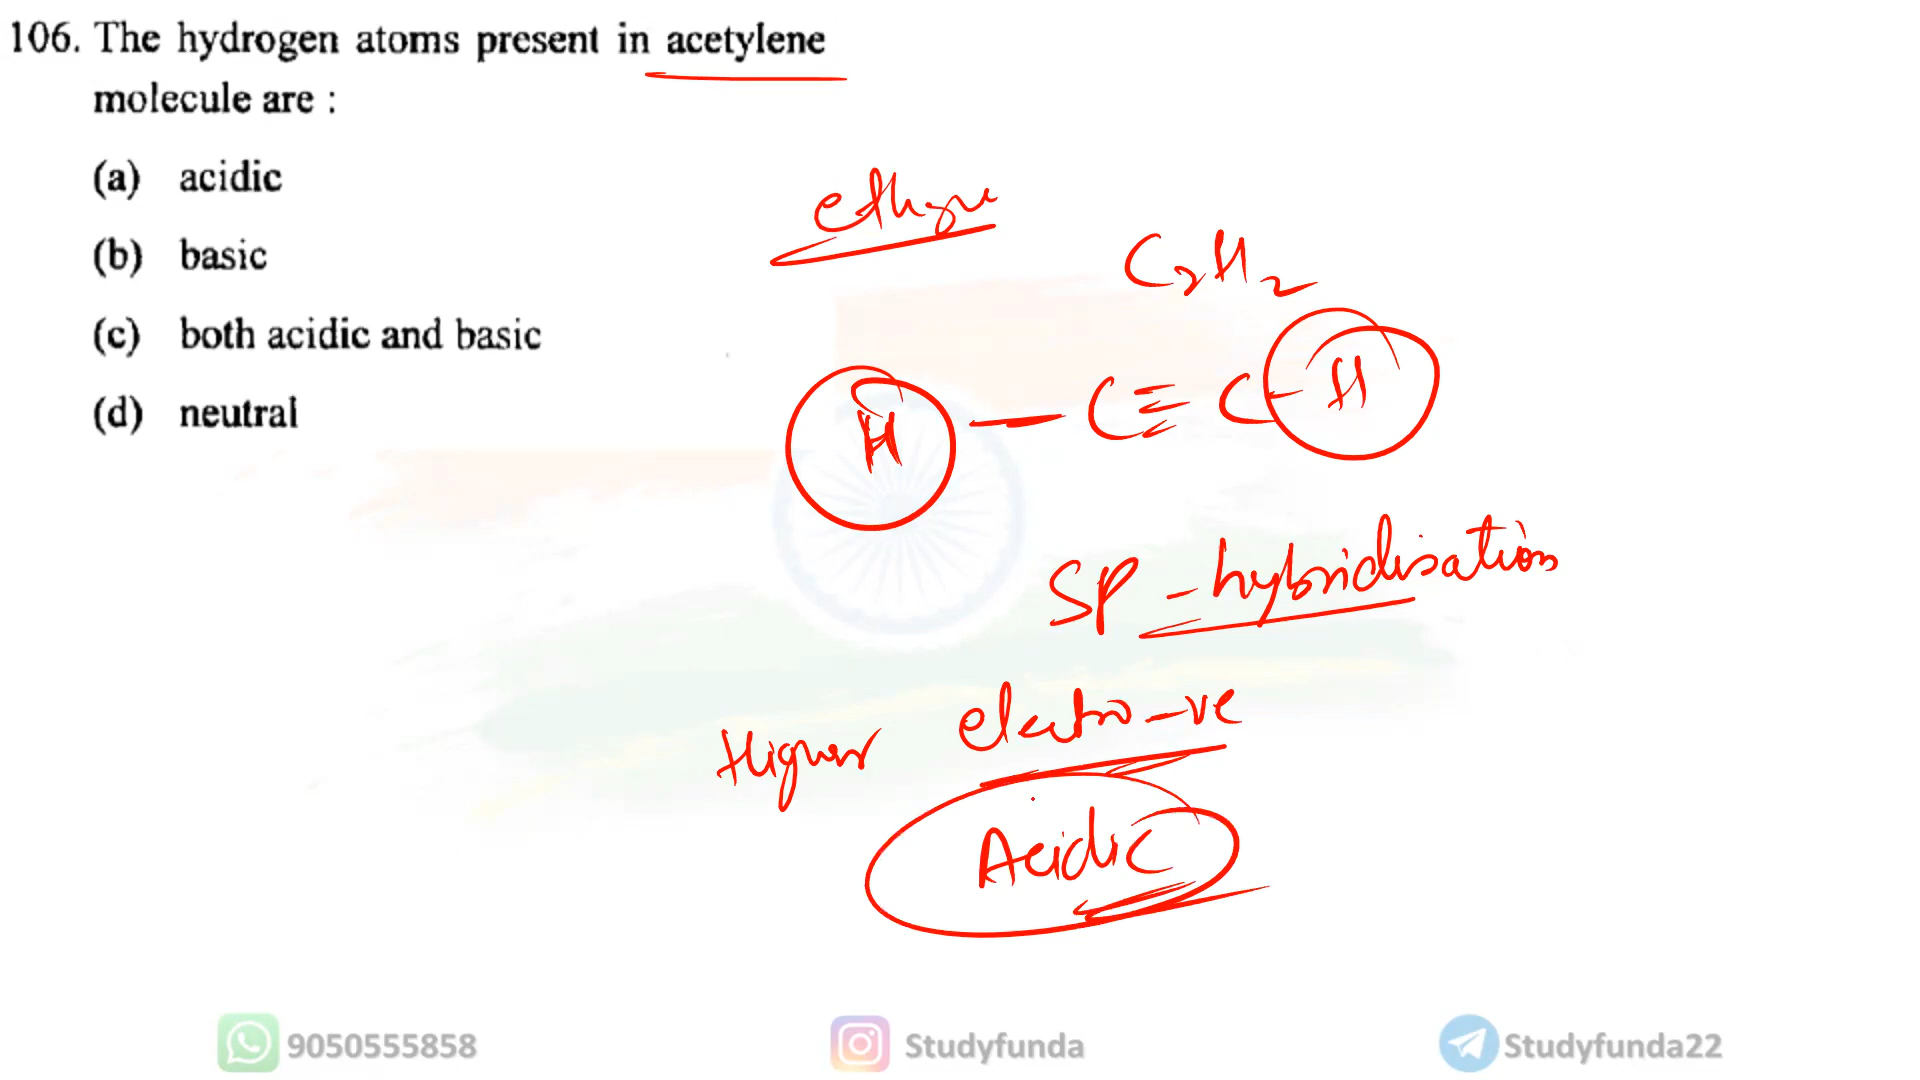 106. The hydrogen atoms present in acetylene
molecule are :
(a) acidic
(b) basic
(c) both acidic and basic
(d) neutral
ethyne
C2H2
H — C ≡ C - H
SP - hybridisation
Higher electro-ve
Acidic
9050555858
Studyfunda
Studyfunda22